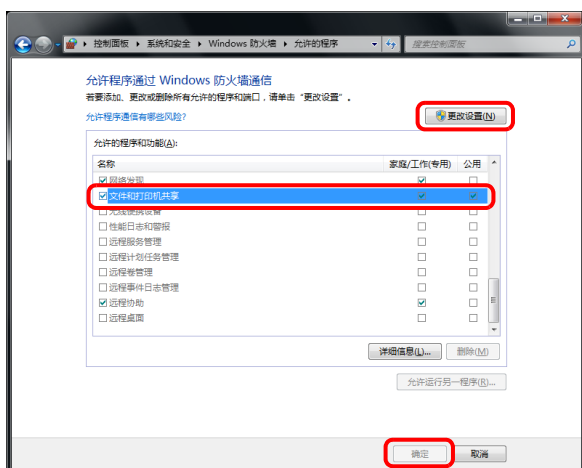 控制面板 ▸ 系统和安全 ▸ Windows 防火墙 ▸ 允许的程序
搜索控制面板
允许程序通过 Windows 防火墙通信
若要添加、更改或删除所有允许的程序和端口，请单击“更改设置”。
允许程序通信有哪些风险?
更改设置(N)
允许的程序和功能(A):
名称 家庭/工作(专用) 公用
网络发现
文件和打印机共享
无线便携设备
性能日志和警报
远程服务管理
远程计划任务管理
远程卷管理
远程事件日志管理
远程协助
远程桌面
详细信息(L)... 删除(M)
允许运行另一程序(R)...
确定 取消